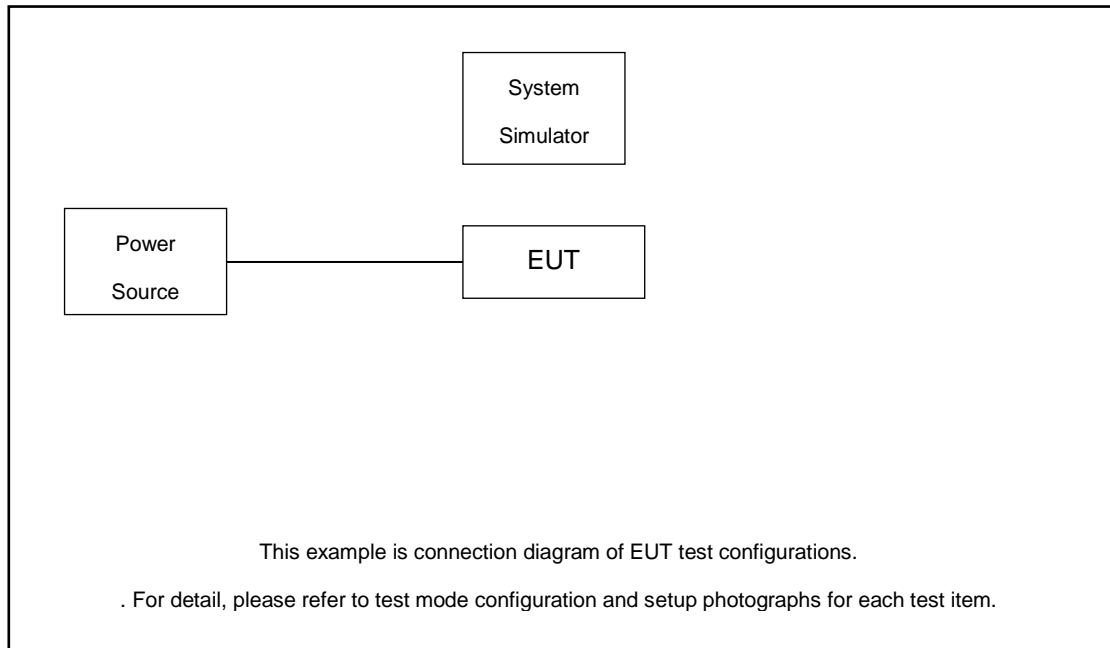 System
Simulator
Power
Source
EUT
This example is connection diagram of EUT test configurations.
. For detail, please refer to test mode configuration and setup photographs for each test item.